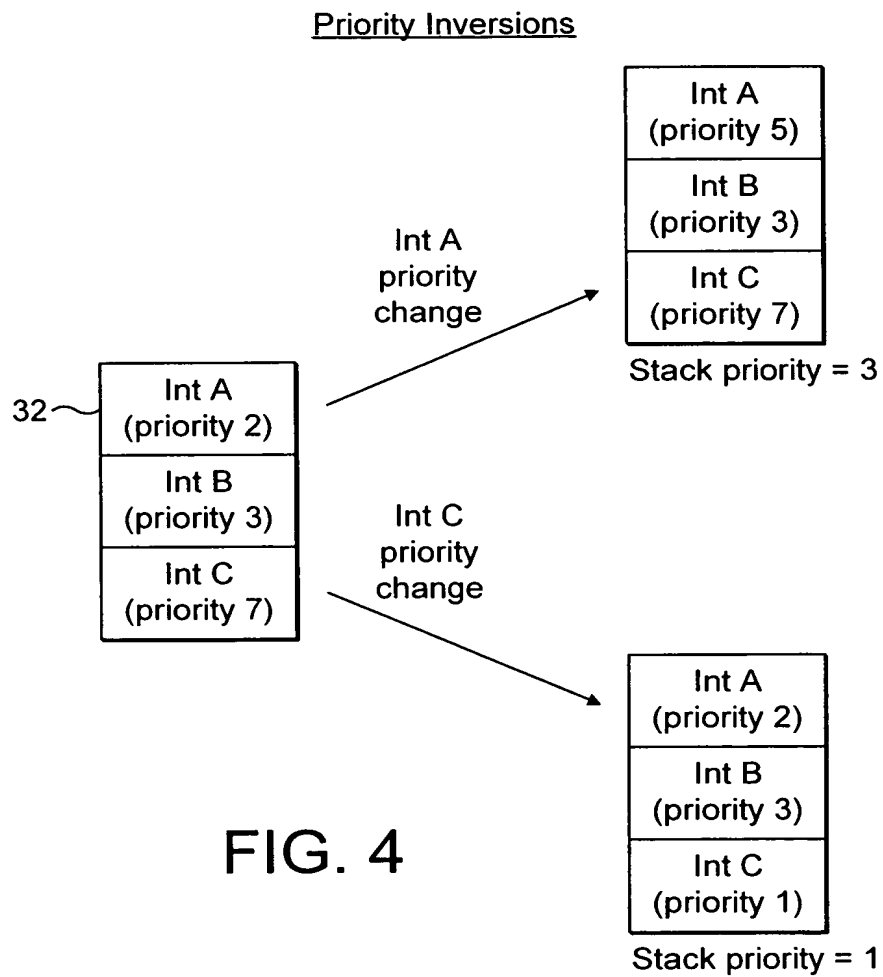 Priority Inversions
Int A
(priority 5)
Int B
(priority 3)
Int C
(priority 7)
Stack priority = 3
Int A
priority
change
32
Int A
(priority 2)
Int B
(priority 3)
Int C
(priority 7)
Int C
priority
change
Int A
(priority 2)
Int B
(priority 3)
Int C
(priority 1)
Stack priority = 1
FIG. 4